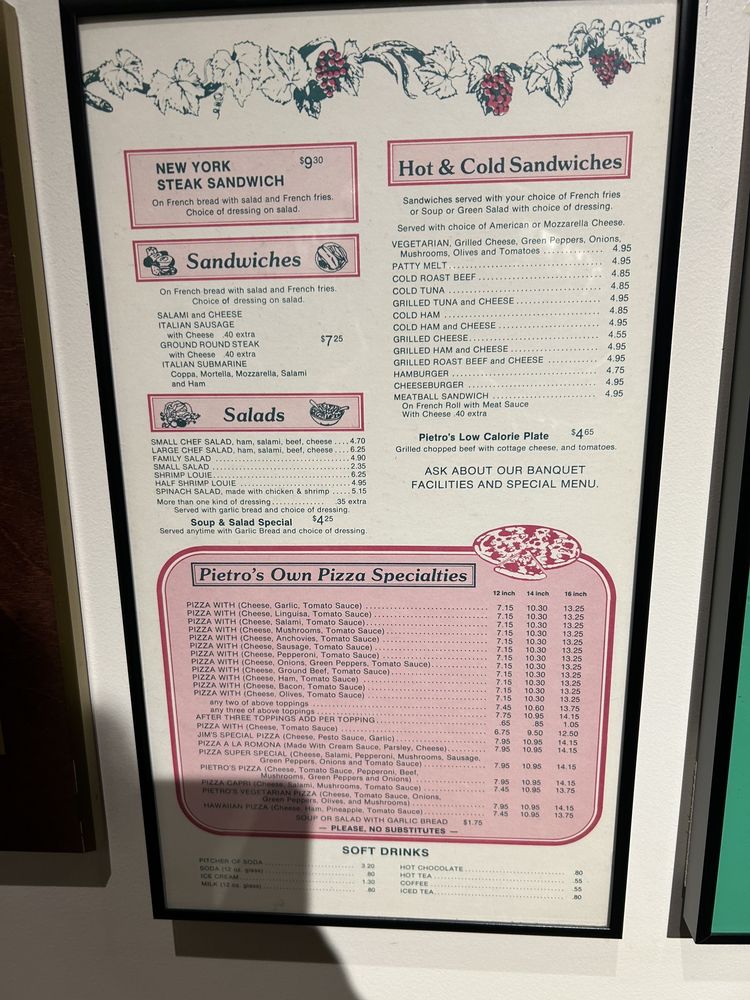 NEW YORK $9 30
STEAK SANDWICH
On French bread with salad and French fries.
Choice of dressing on salad.
Sandwiches
On French bread with salad and French fries.
Choice of dressing on salad.
SALAMI and CHEESE
ITALIAN SAUSAGE
with Cheese .40 extra
GROUND ROUND STEAK $7 25
with Cheese .40 extra
ITALIAN SUBMARINE
Coppa, Mortella, Mozzarella, Salami
and Ham
Salads
SMALL CHEF SALAD, ham, salami, beef, cheese .... 4.70
LARGE CHEF SALAD, ham, salami, beef, cheese .... 6.25
FAMILY SALAD ........ 4.90
SMALL SALAD ........ 2.35
SHRIMP LOUIE ........ 6.25
HALF SHRIMP LOUIE ........ 4.95
SPINACH SALAD, made with chicken & shrimp ..... 5.15
More than one kind of dressing ........ .35 extra
Served with garlic bread and choice of dressing.
Soup & Salad Special $4 25
Served anytime with Garlic Bread and choice of dressing.
Hot & Cold Sandwiches
Sandwiches served with your choice of French fries
or Soup or Green Salad with choice of dressing.
Served with choice of American or Mozzarella Cheese.
VEGETARIAN, Grilled Cheese, Green Peppers, Onions,
Mushrooms, Olives and Tomatoes ........ 4.95
PATTY MELT ........ 4.95
COLD ROAST BEEF ........ 4.85
COLD TUNA ........ 4.85
GRILLED TUNA and CHEESE ........ 4.95
COLD HAM ........ 4.85
COLD HAM and CHEESE ........ 4.95
GRILLED CHEESE ........ 4.55
GRILLED HAM and CHEESE ........ 4.95
GRILLED ROAST BEEF and CHEESE ........ 4.95
HAMBURGER ........ 4.75
CHEESEBURGER ........ 4.95
MEATBALL SANDWICH ........ 4.95
On French Roll with Meat Sauce
With Cheese .40 extra
Pietro's Low Calorie Plate $4 65
Grilled chopped beef with cottage cheese, and tomatoes.
ASK ABOUT OUR BANQUET
FACILITIES AND SPECIAL MENU.
Pietro's Own Pizza Specialties
12 inch 14 inch 16 inch
PIZZA WITH (Cheese, Garlic, Tomato Sauce) ........ 7.15 10.30 13.25
PIZZA WITH (Cheese, Linguisa, Tomato Sauce) ........ 7.15 10.30 13.25
PIZZA WITH (Cheese, Salami, Tomato Sauce) ........ 7.15 10.30 13.25
PIZZA WITH (Cheese, Mushrooms, Tomato Sauce) ........ 7.15 10.30 13.25
PIZZA WITH (Cheese, Anchovies, Tomato Sauce) ........ 7.15 10.30 13.25
PIZZA WITH (Cheese, Sausage, Tomato Sauce) ........ 7.15 10.30 13.25
PIZZA WITH (Cheese, Pepperoni, Tomato Sauce) ........ 7.15 10.30 13.25
PIZZA WITH (Cheese, Onions, Green Peppers, Tomato Sauce) ........ 7.15 10.30 13.25
PIZZA WITH (Cheese, Ground Beef, Tomato Sauce) ........ 7.15 10.30 13.25
PIZZA WITH (Cheese, Ham, Tomato Sauce) ........ 7.15 10.30 13.25
PIZZA WITH (Cheese, Bacon, Tomato Sauce) ........ 7.15 10.30 13.25
PIZZA WITH (Cheese, Olives, Tomato Sauce) ........ 7.15 10.30 13.25
any two of above toppings ........ 7.45 10.60 13.75
any three of above toppings ........ 7.75 10.95 14.15
AFTER THREE TOPPINGS ADD PER TOPPING ........ .65 .85 1.05
PIZZA WITH (Cheese, Tomato Sauce) ........ 6.75 9.50 12.50
JIM'S SPECIAL PIZZA (Cheese, Pesto Sauce, Garlic) ........ 7.95 10.95 14.15
PIZZA A LA ROMONA (Made With Cream Sauce, Parsley, Cheese) ........ 7.95 10.95 14.15
PIZZA SUPER SPECIAL (Cheese, Salami, Pepperoni, Mushrooms, Sausage,
Green Peppers, Onions and Tomato Sauce) ........ 7.95 10.95 14.15
PIETRO'S PIZZA (Cheese, Tomato Sauce, Pepperoni, Beef,
Mushrooms, Green Peppers and Onions) ........ 7.95 10.95 14.15
PIZZA CAPRI (Cheese, Salami, Mushrooms, Tomato Sauce) ........ 7.45 10.95 13.75
PIETRO'S VEGETARIAN PIZZA (Cheese, Tomato Sauce, Onions,
Green Peppers, Olives, and Mushrooms) ........ 7.95 10.95 14.15
HAWAIIAN PIZZA (Cheese, Ham, Pineapple, Tomato Sauce) ........ 7.45 10.95 13.75
SOUP OR SALAD WITH GARLIC BREAD $1.75
— PLEASE, NO SUBSTITUTES —
SOFT DRINKS
PITCHER OF SODA ........ 3.20
SODA (12 oz. glass) ........ .80
ICE CREAM ........ 1.30
MILK (12 oz. glass) ........ .80
HOT CHOCOLATE ........ .80
HOT TEA ........ .55
COFFEE ........ .55
ICED TEA ........ .80